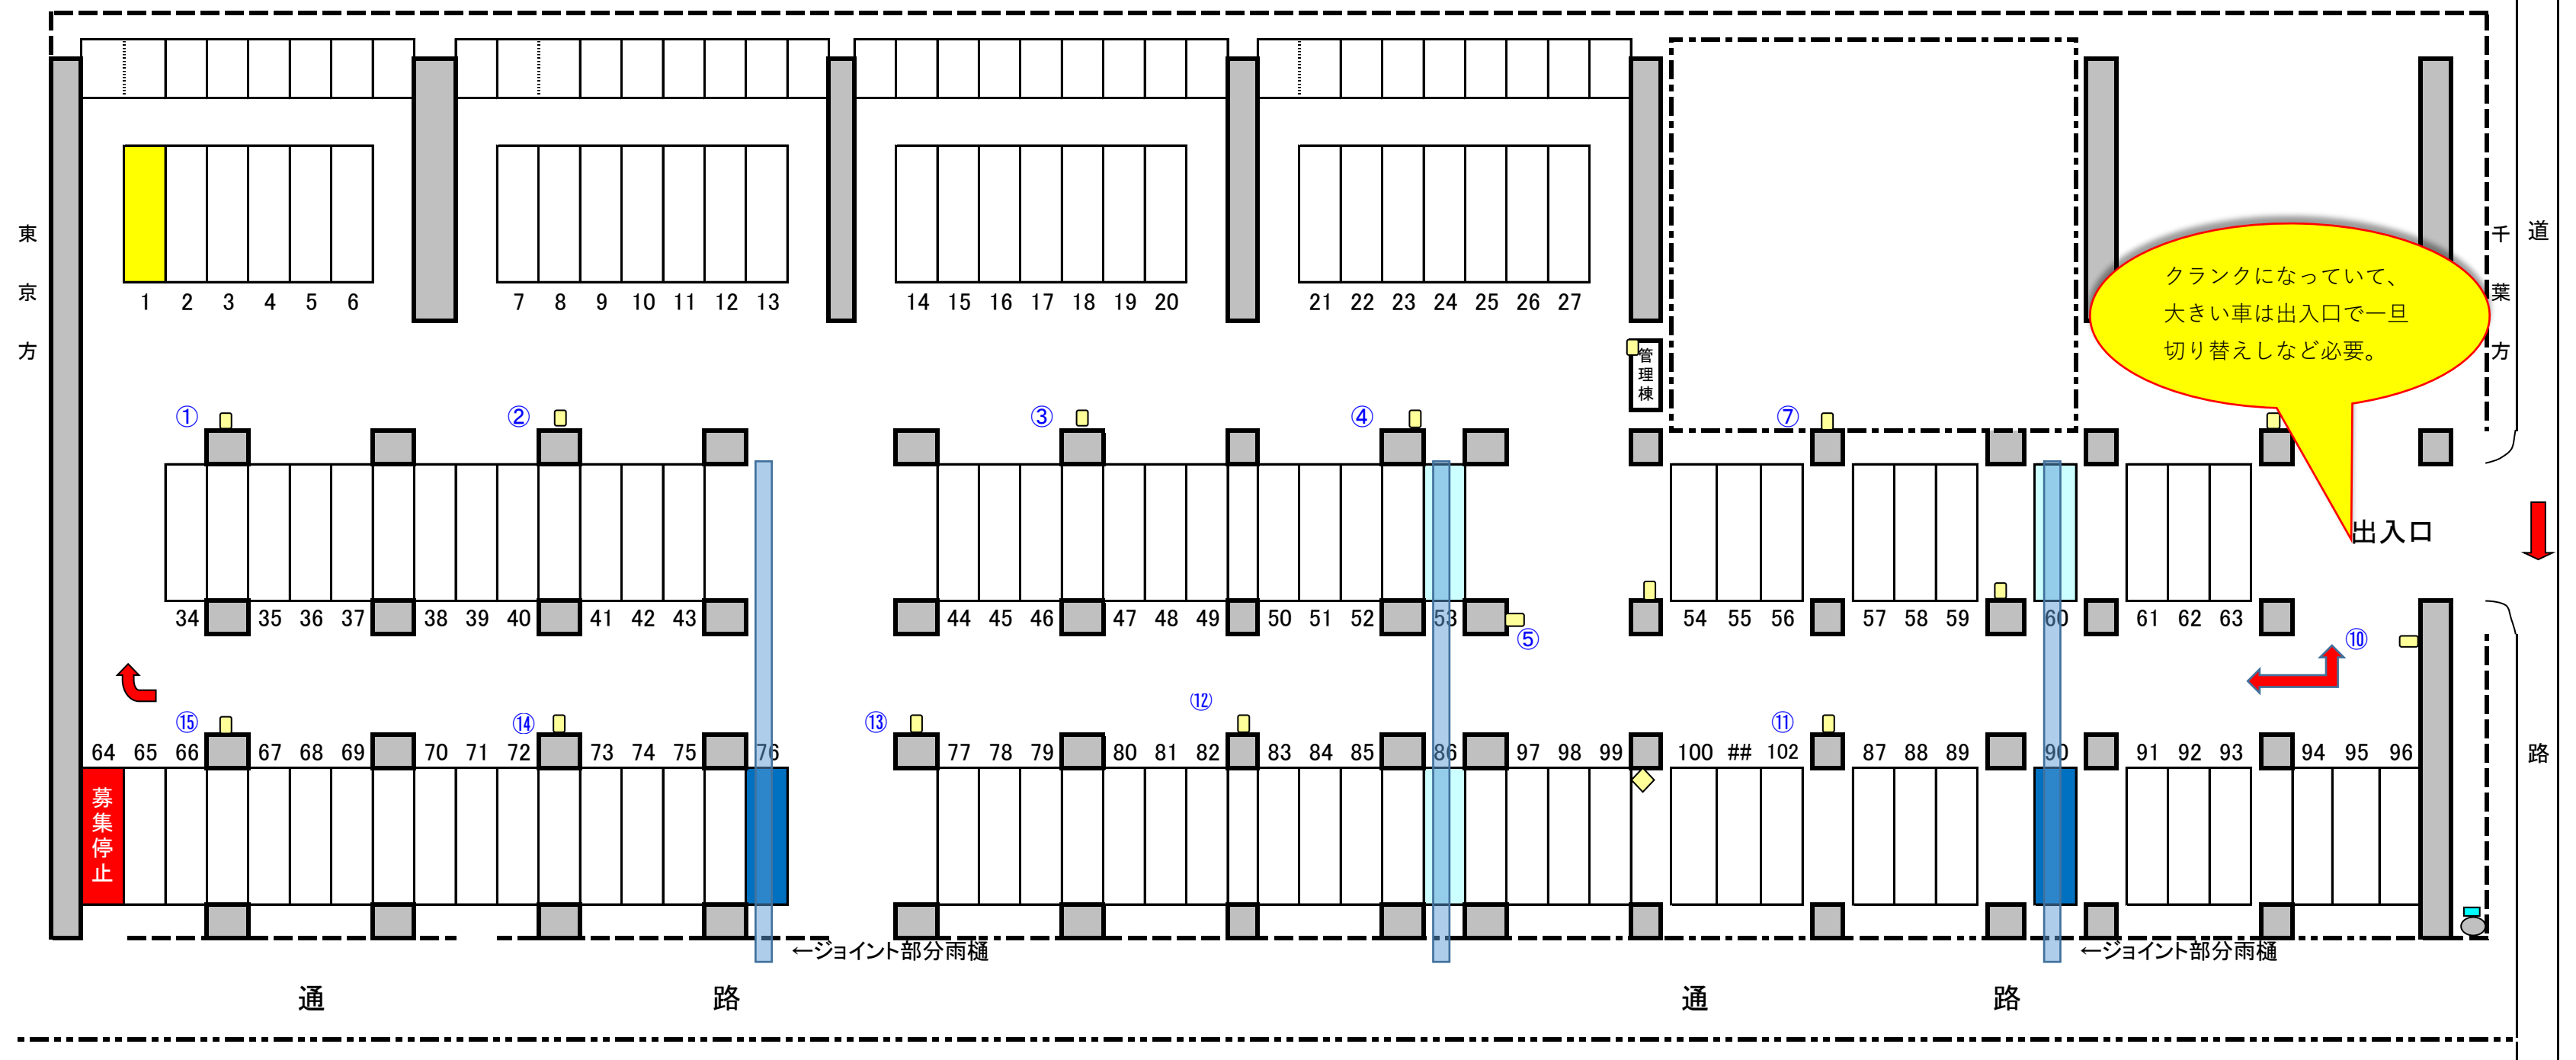 東京方
千葉方
道路
1 2 3 4 5 6 7 8 9 10 11 12 13 14 15 16 17 18 19 20 21 22 23 24 25 26 27
クランクになっていて、
大きい車は出入口で一旦
切り替えしなど必要。
管理棟
① ② ③ ④ ⑦
出入口
34 35 36 37 38 39 40 41 42 43 44 45 46 47 48 49 50 51 52 53 54 55 56 57 58 59 60 61 62 63
⑤ ⑩
⑮ ⑭ ⑬ ⑫ ⑪
64 65 66 67 68 69 70 71 72 73 74 75 76 77 78 79 80 81 82 83 84 85 86 97 98 99 100 ## 102 87 88 89 90 91 92 93 94 95 96
募集停止
←ジョイント部分雨樋
←ジョイント部分雨樋
通 路 通 路